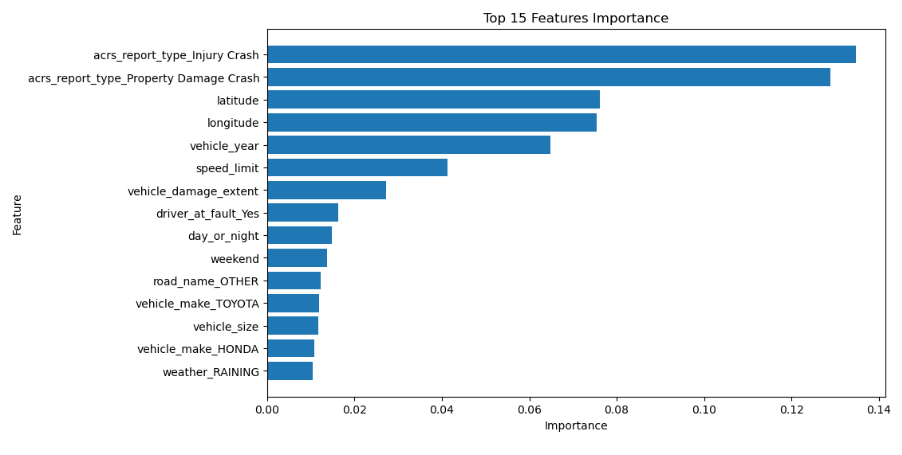 Top 15 Features Importance
acrs_report_type_Injury Crash
acrs_report_type_Property Damage Crash
latitude
longitude
vehicle_year
speed_limit
vehicle_damage_extent
driver_at_fault_Yes
day_or_night
weekend
road_name_OTHER
vehicle_make_TOYOTA
vehicle_size
vehicle_make_HONDA
weather_RAINING
Feature
0.00 0.02 0.04 0.06 0.08 0.10 0.12 0.14
Importance